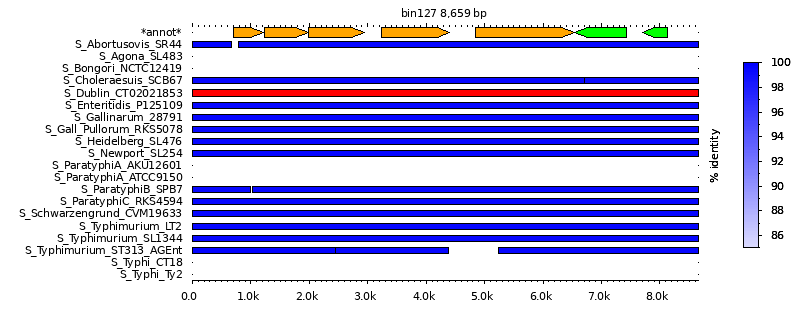 bin127 8,659 bp
*annot*
S_Abortusovis_SR44
S_Agona_SL483
S_Bongori_NCTC12419
S_Choleraesuis_SCB67
S_Dublin_CT02021853
S_Enteritidis_P125109
S_Gallinarum_28791
S_Gall_Pullorum_RKS5078
S_Heidelberg_SL476
S_Newport_SL254
S_ParatyphiA_AKU12601
S_ParatyphiA_ATCC9150
S_ParatyphiB_SPB7
S_ParatyphiC_RKS4594
S_Schwarzengrund_CVM19633
S_Typhimurium_LT2
S_Typhimurium_SL1344
S_Typhimurium_ST313_AGEnt
S_Typhi_CT18
S_Typhi_Ty2
0.0 1.0k 2.0k 3.0k 4.0k 5.0k 6.0k 7.0k 8.0k
% identity
100
98
96
94
92
90
88
86